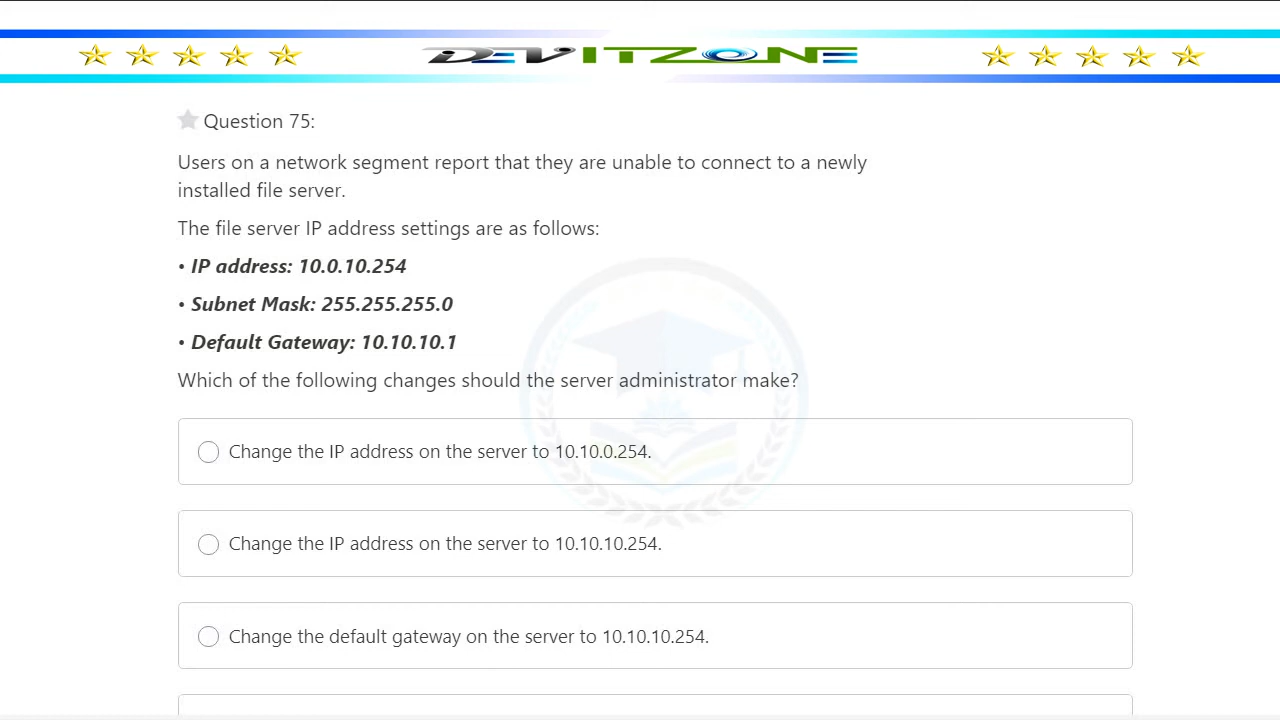 DEVITZONE
Question 75:
Users on a network segment report that they are unable to connect to a newly
installed file server.
The file server IP address settings are as follows:
• IP address: 10.0.10.254
• Subnet Mask: 255.255.255.0
• Default Gateway: 10.10.10.1
Which of the following changes should the server administrator make?
Change the IP address on the server to 10.10.0.254.
Change the IP address on the server to 10.10.10.254.
Change the default gateway on the server to 10.10.10.254.